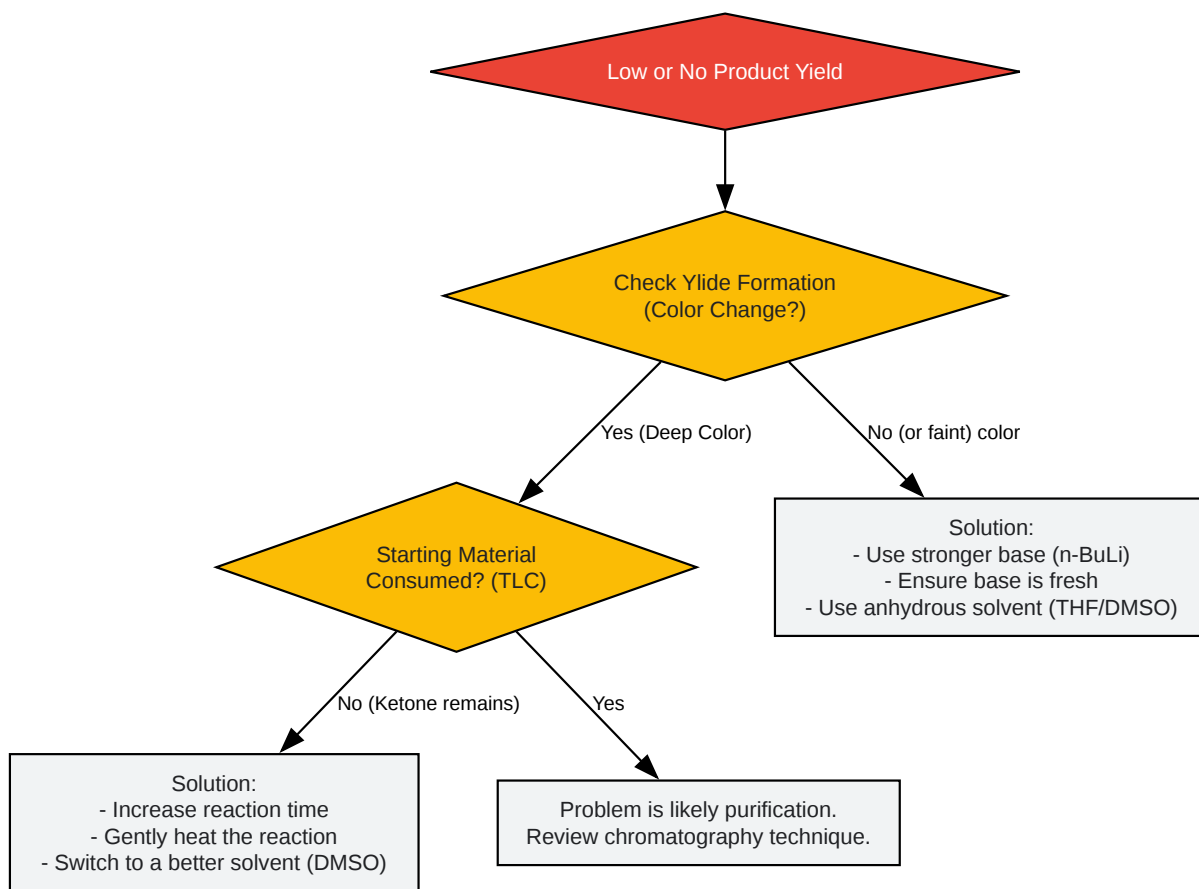 Low or No Product Yield
Check Ylide Formation
(Color Change?)
Yes (Deep Color)
No (or faint) color
Starting Material
Consumed? (TLC)
Solution:
- Use stronger base (n-BuLi)
- Ensure base is fresh
- Use anhydrous solvent (THF/DMSO)
No (Ketone remains)
Yes
Solution:
- Increase reaction time
- Gently heat the reaction
- Switch to a better solvent (DMSO)
Problem is likely purification.
Review chromatography technique.